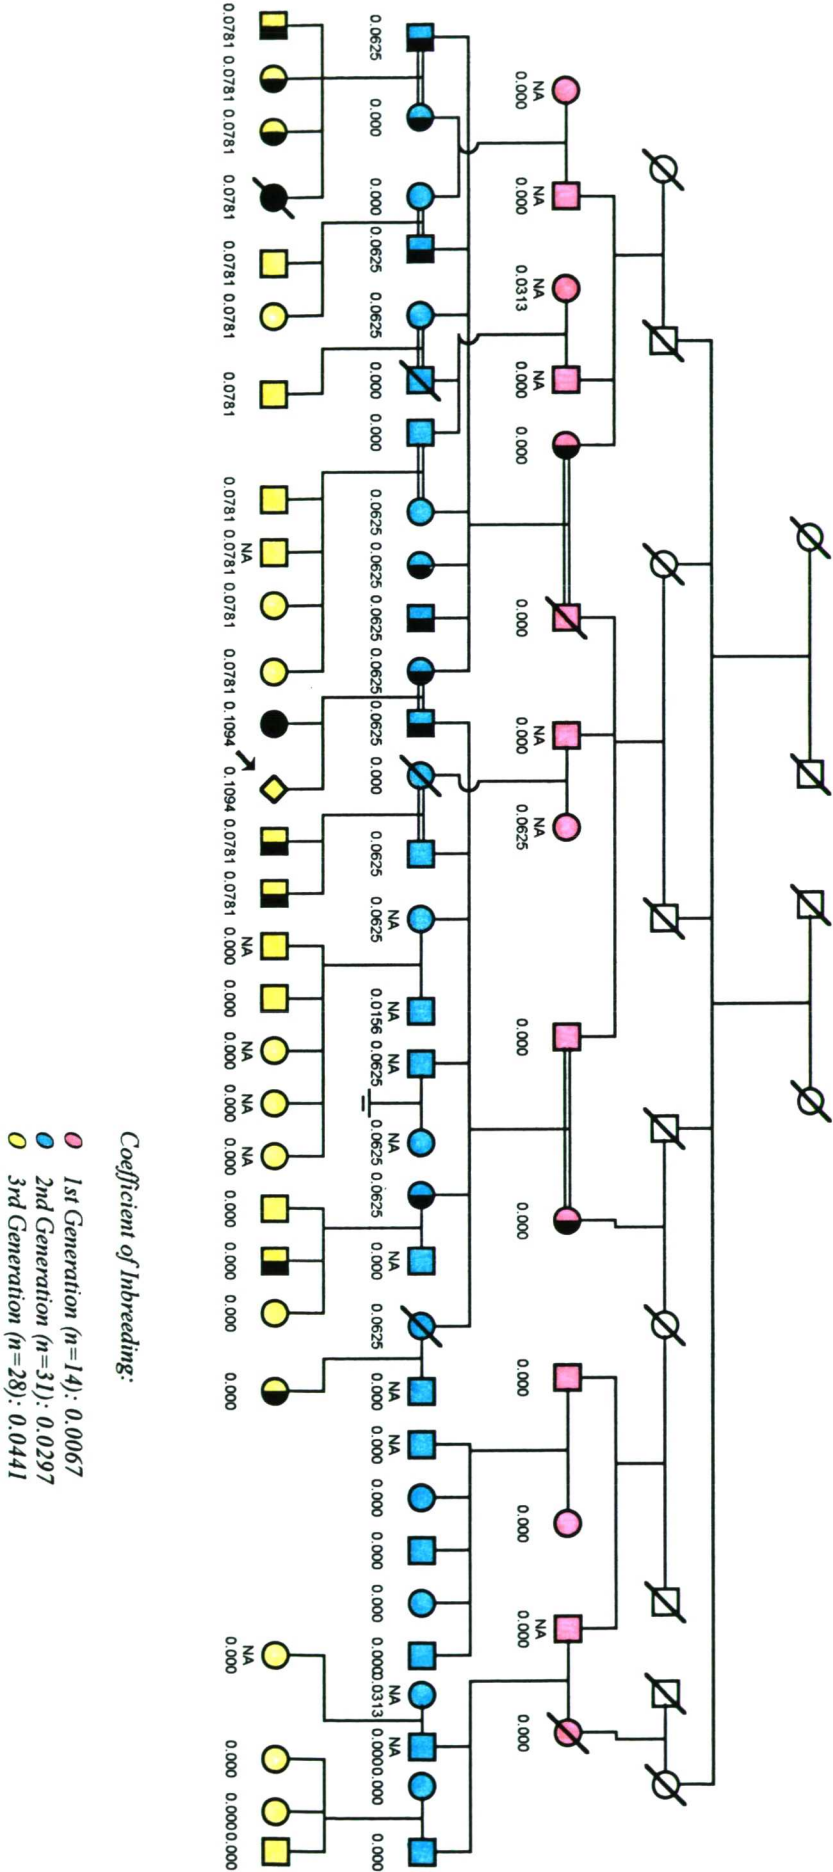 NA NA NA NA NA NA NA
0.000 0.000 0.0313 0.000 0.000 0.000 0.000 0.0625 0.000 0.000 0.000 0.000 0.000 0.000
NA NA NA NA NA NA NA NA NA
0.0625 0.000 0.000 0.0625 0.0625 0.000 0.000 0.0625 0.0625 0.0625 0.0625 0.0625 0.000 0.0625 0.0625 0.0156 0.0625 0.0625 0.0625 0.000 0.0625 0.000 0.000 0.000 0.000 0.000 0.000 0.0313 0.000 0.000 0.000
NA NA NA NA NA NA
0.0781 0.0781 0.0781 0.0781 0.0781 0.0781 0.0781 0.0781 0.0781 0.0781 0.0781 0.1094 0.1094 0.0781 0.0781 0.000 0.000 0.000 0.000 0.000 0.000 0.000 0.000 0.000 0.000 0.000 0.000 0.000
Coefficient of Inbreeding:
1st Generation (n=14): 0.0067
2nd Generation (n=31): 0.0297
3rd Generation (n=28): 0.0441